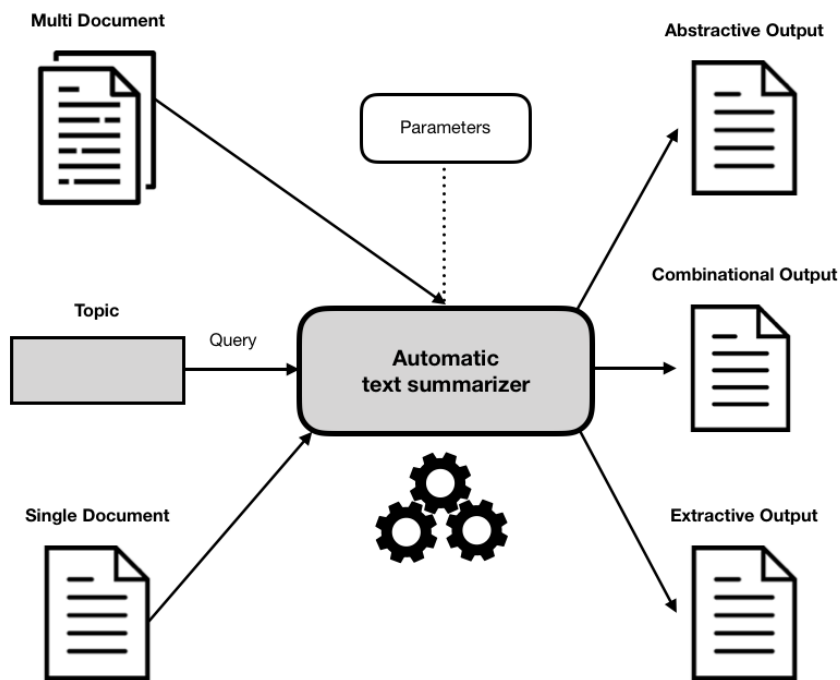 Multi Document
Abstractive Output
Parameters
Combinational Output
Topic
Query
Automatic
text summarizer
Single Document
Extractive Output